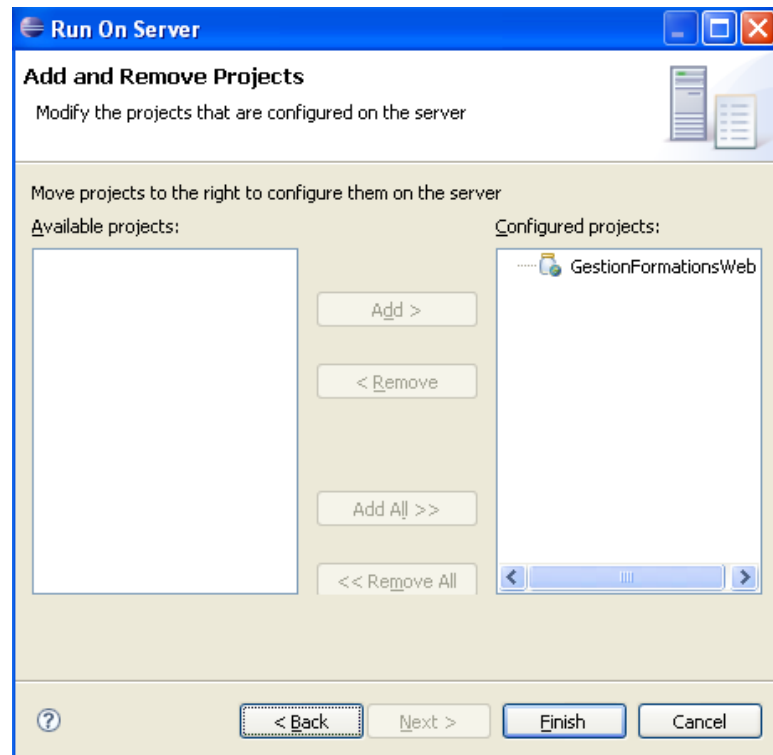 Run On Server
Add and Remove Projects
Modify the projects that are configured on the server
Move projects to the right to configure them on the server
Available projects:
Configured projects:
GestionFormationsWeb
Add >
< Remove
Add All >>
<< Remove All
< Back
Next >
Finish
Cancel